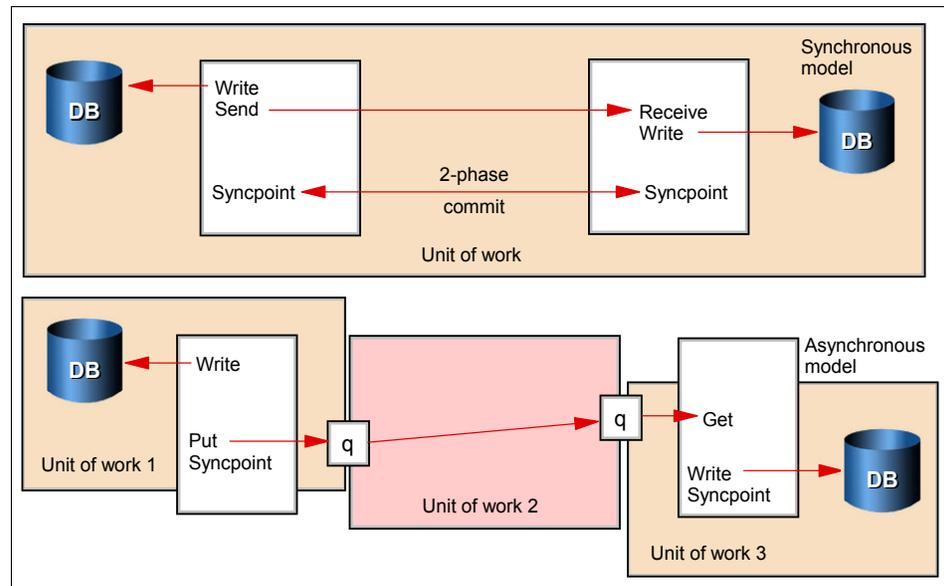 Synchronous
model
DB
Write
Send
Receive
Write
DB
Syncpoint
2-phase
commit
Syncpoint
Unit of work
DB
Write
Asynchronous
model
Put
Syncpoint
q
q
Get
Unit of work 1
Write
Syncpoint
DB
Unit of work 2
Unit of work 3